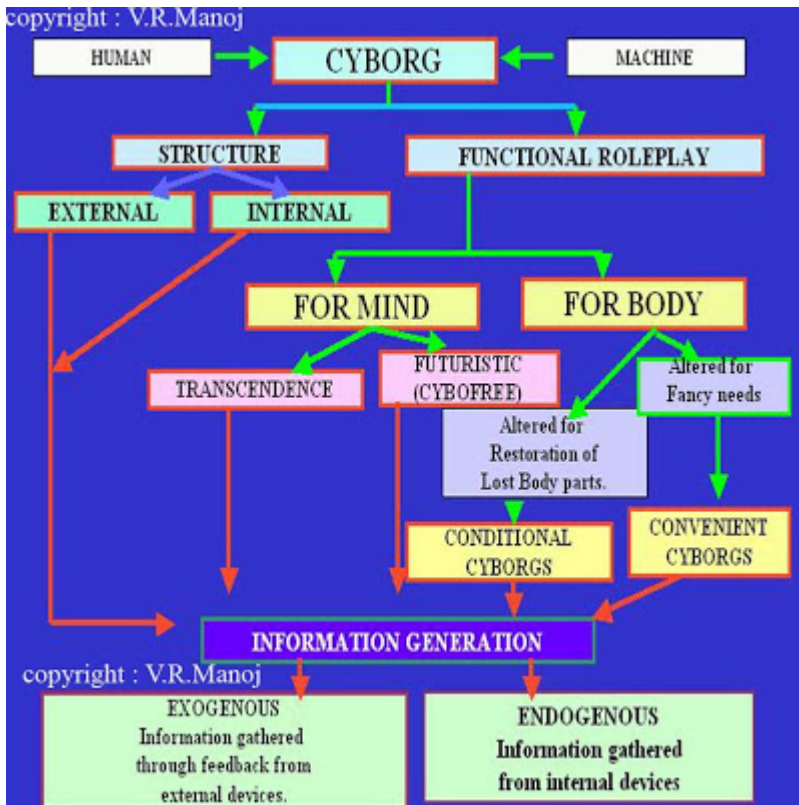 copyright : V.R.Manoj
HUMAN
CYBORG
MACHINE
STRUCTURE
FUNCTIONAL ROLEPLAY
EXTERNAL
INTERNAL
FOR MIND
FOR BODY
TRANSCENDENCE
FUTURISTIC
(CYBOFREE)
Altered for
Fancy needs
Altered for
Restoration of
Lost Body parts.
CONDITIONAL
CYBORGS
CONVENIENT
CYBORGS
INFORMATION GENERATION
copyright : V.R.Manoj
EXOGENOUS
Information gathered
through feedback from
external devices.
ENDOGENOUS
Information gathered
from internal devices